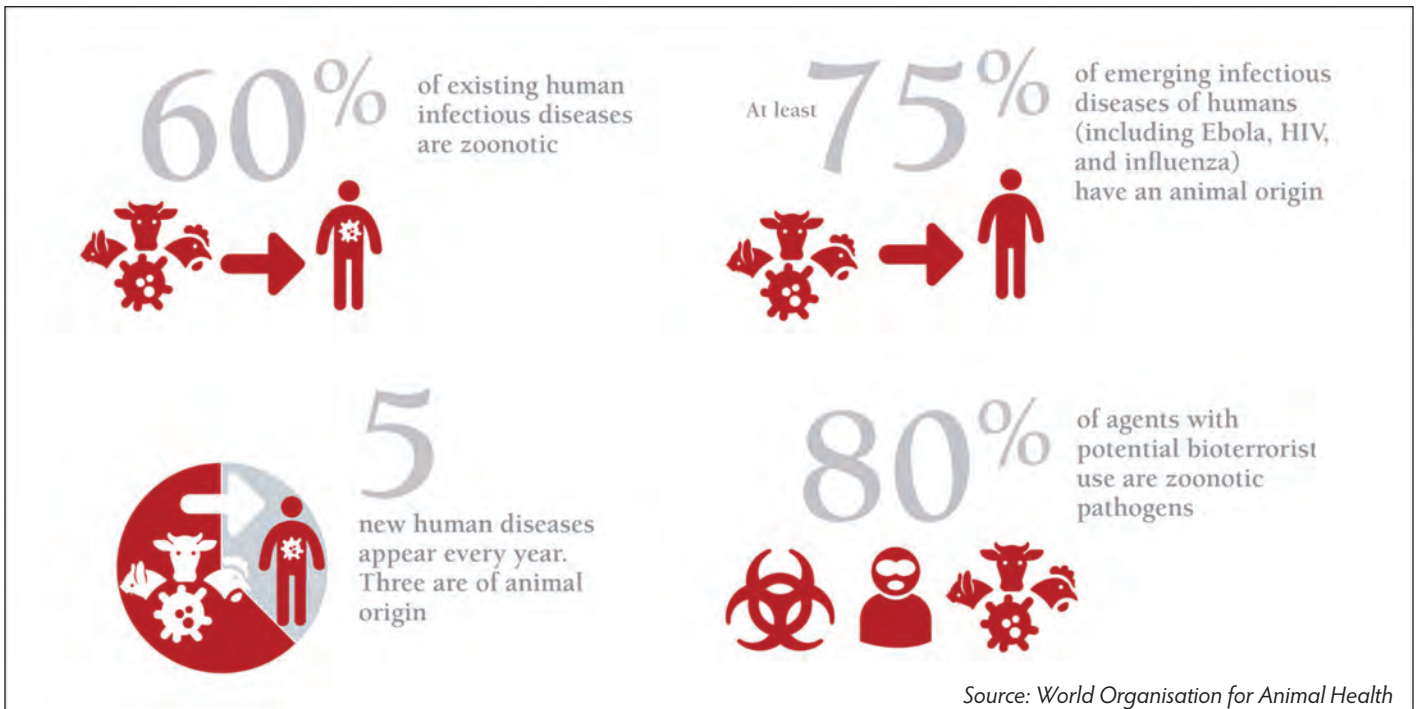 60%
of existing human
infectious diseases
are zoonotic
At least 75%
of emerging infectious
diseases of humans
(including Ebola, HIV,
and influenza)
have an animal origin
5
new human diseases
appear every year.
Three are of animal
origin
80%
of agents with
potential bioterrorist
use are zoonotic
pathogens
Source: World Organisation for Animal Health